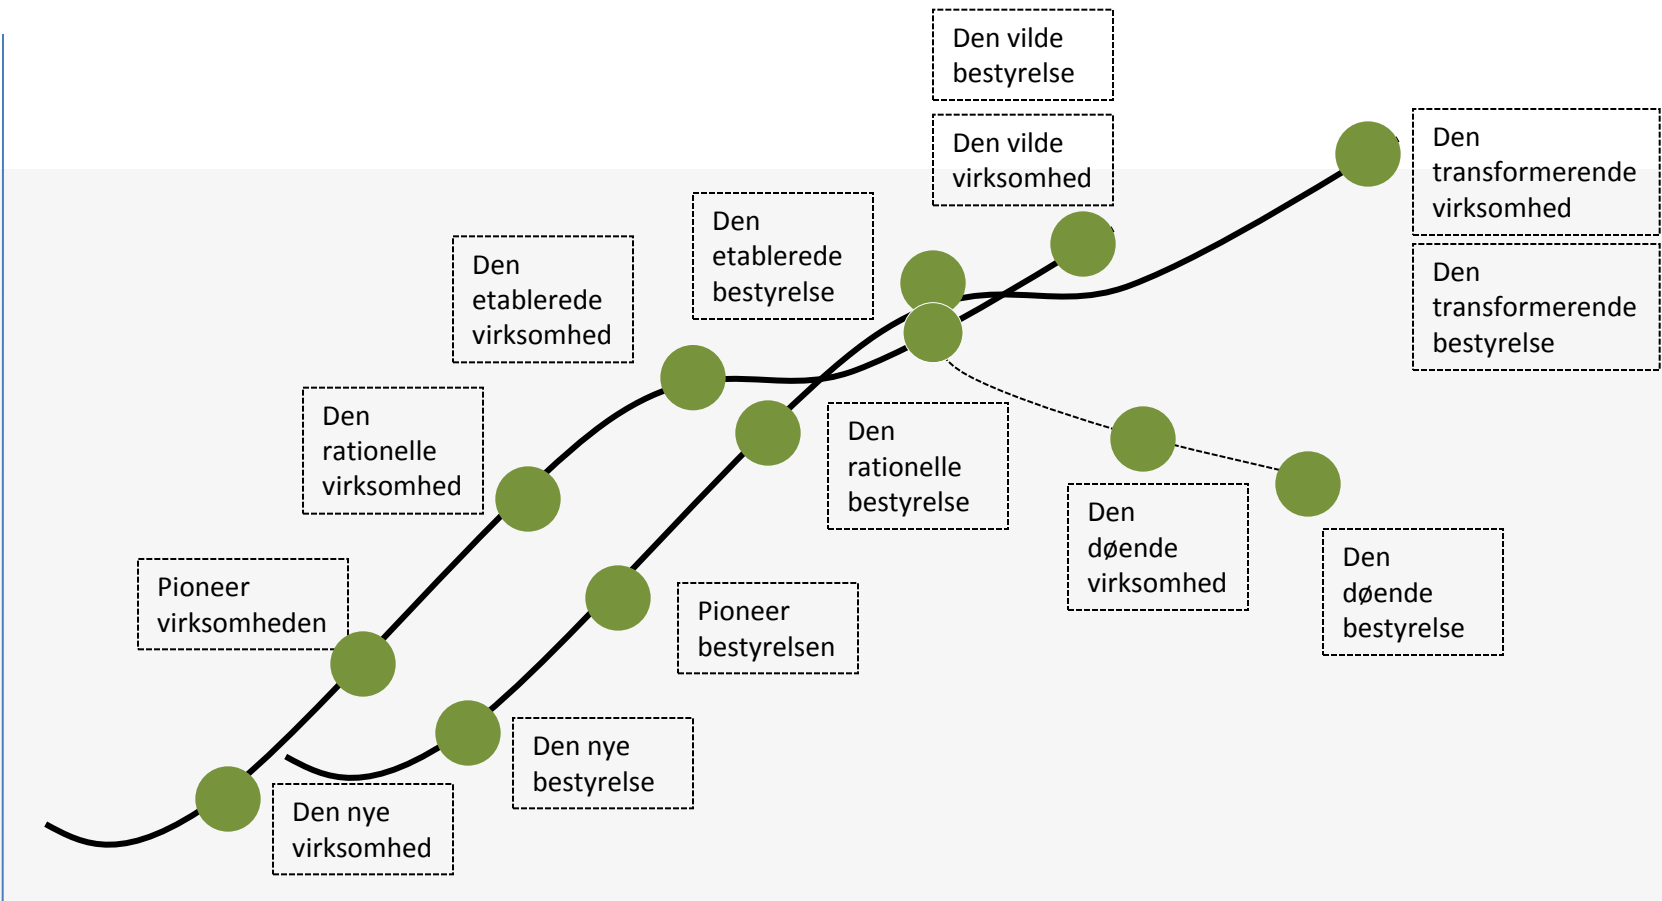 Den vilde
bestyrelse
Den vilde
virksomhed
Den
transformerende
virksomhed
Den
transformerende
bestyrelse
Den
etablerede
bestyrelse
Den
etablerede
virksomhed
Den
rationelle
virksomhed
Den
rationelle
bestyrelse
Den
døende
virksomhed
Den
døende
bestyrelse
Pioneer
virksomheden
Pioneer
bestyrelsen
Den nye
bestyrelse
Den nye
virksomhed